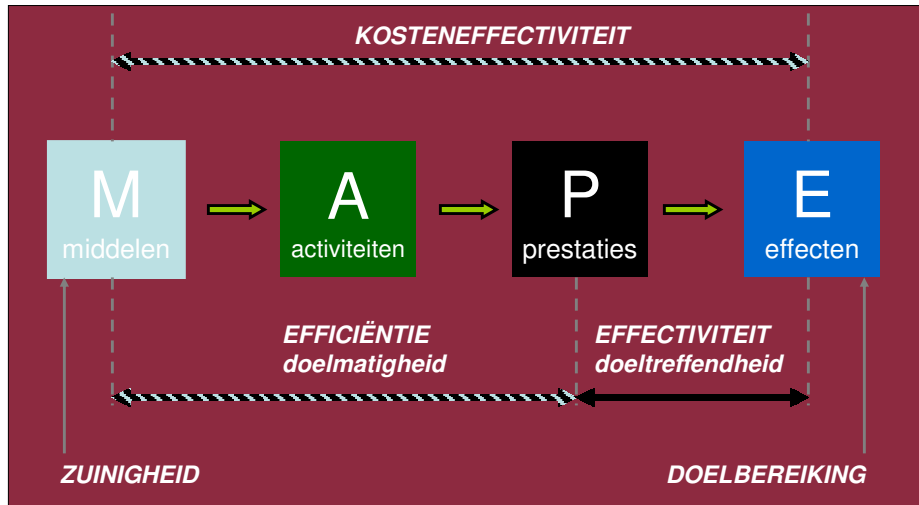 KOSTENEFFECTIVITEIT
M
middelen
A
activiteiten
P
prestaties
E
effecten
EFFICIËNTIE
doelmatigheid
EFFECTIVITEIT
doeltreffendheid
ZUINIGHEID
DOELBEREIKING